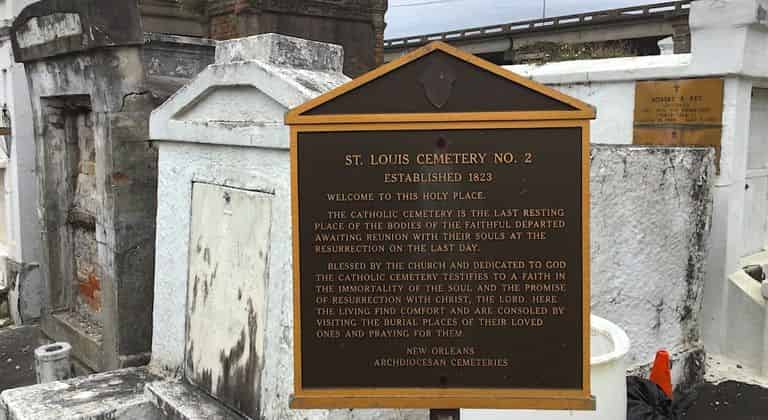 ST. LOUIS CEMETERY NO. 2
ESTABLISHED 1823
WELCOME TO THIS HOLY PLACE.
THE CATHOLIC CEMETERY IS THE LAST RESTING
PLACE OF THE BODIES OF THE FAITHFUL DEPARTED
AWAITING REUNION WITH THEIR SOULS AT THE
RESURRECTION ON THE LAST DAY.
BLESSED BY THE CHURCH AND DEDICATED TO GOD
THE CATHOLIC CEMETERY TESTIFIES TO A FAITH IN
THE IMMORTALITY OF THE SOUL AND THE PROMISE
OF RESURRECTION WITH CHRIST, THE LORD. HERE
THE LIVING FIND COMFORT AND ARE CONSOLED BY
VISITING THE BURIAL PLACES OF THEIR LOVED
ONES AND PRAYING FOR THEM.
NEW ORLEANS
ARCHDIOCESAN CEMETERIES